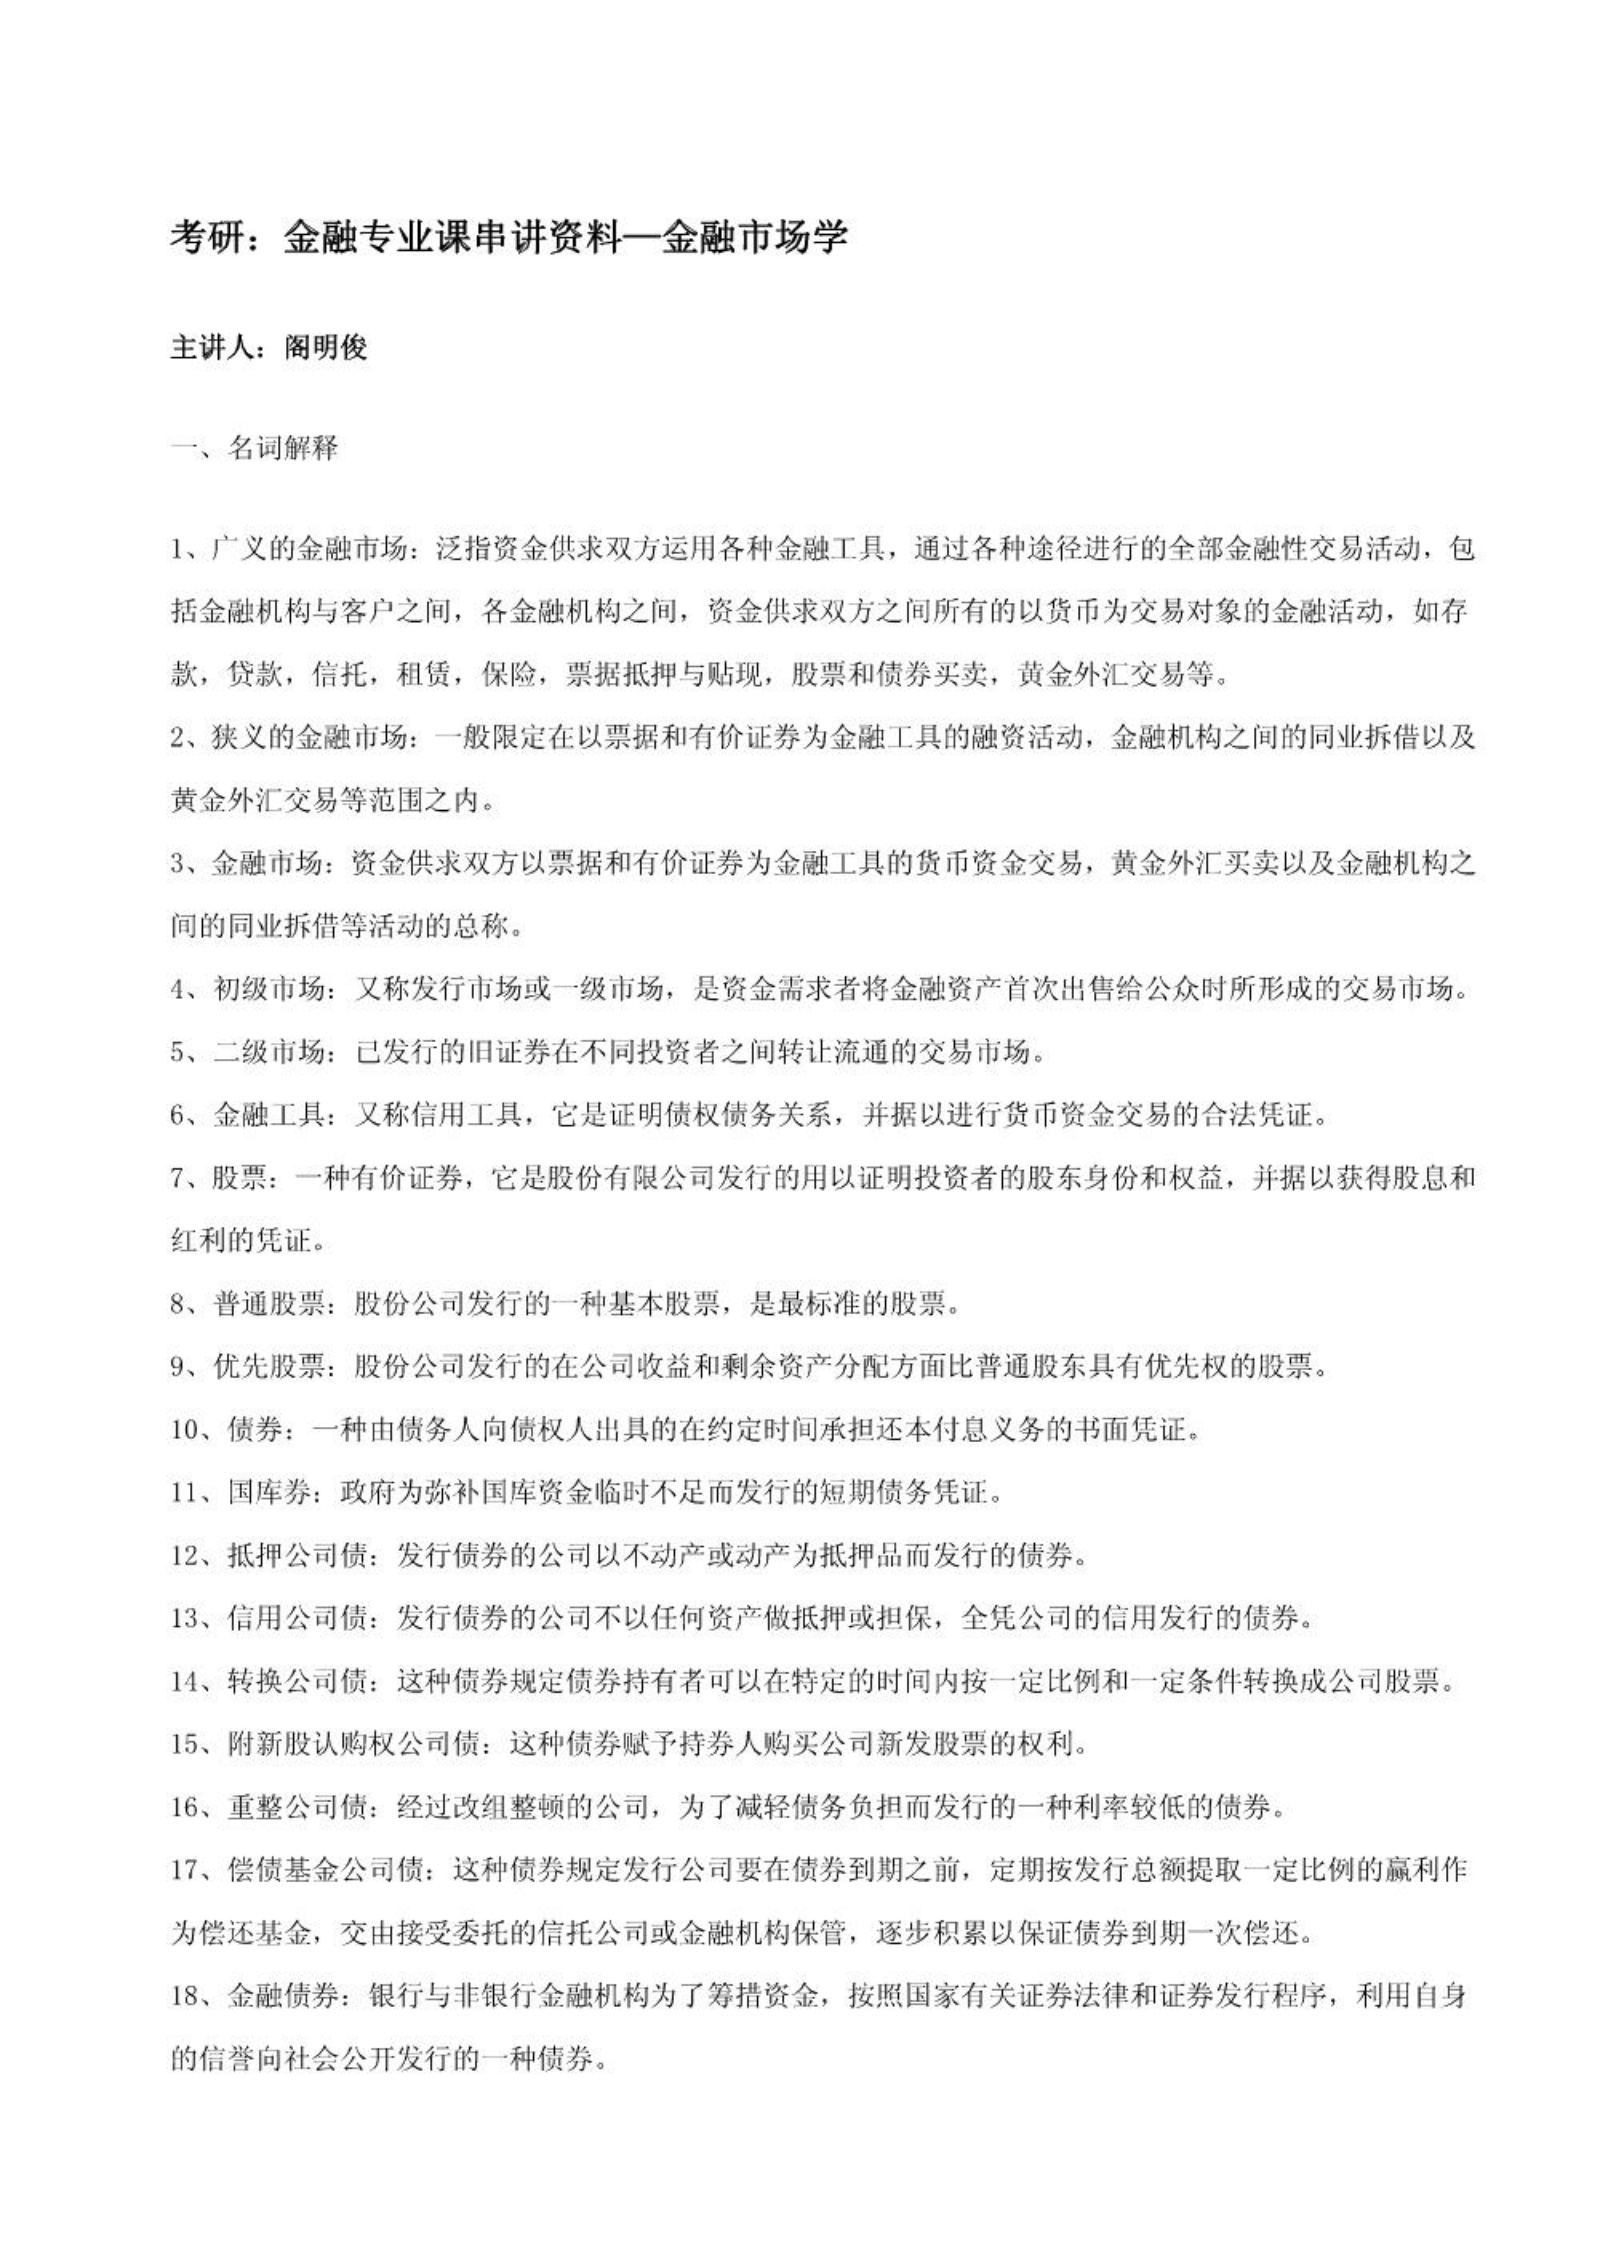 考研：金融专业课串讲资料—金融市场学
主讲人：阁明俊
一、名词解释
1、广义的金融市场：泛指资金供求双方运用各种金融工具，通过各种途径进行的全部金融性交易活动，包
括金融机构与客户之间，各金融机构之间，资金供求双方之间所有的以货币为交易对象的金融活动，如存
款，贷款，信托，租赁，保险，票据抵押与贴现，股票和债券买卖，黄金外汇交易等。
2、狭义的金融市场：一般限定在以票据和有价证券为金融工具的融资活动，金融机构之间的同业拆借以及
黄金外汇交易等范围之内。
3、金融市场：资金供求双方以票据和有价证券为金融工具的货币资金交易，黄金外汇买卖以及金融机构之
间的同业拆借等活动的总称。
4、初级市场：又称发行市场或一级市场，是资金需求者将金融资产首次出售给公众时所形成的交易市场。
5、二级市场：已发行的旧证券在不同投资者之间转让流通的交易市场。
6、金融工具：又称信用工具，它是证明债权债务关系，并据以进行货币资金交易的合法凭证。
7、股票：一种有价证券，它是股份有限公司发行的用以证明投资者的股东身份和权益，并据以获得股息和
红利的凭证。
8、普通股票：股份公司发行的一种基本股票，是最标准的股票。
9、优先股票：股份公司发行的在公司收益和剩余资产分配方面比普通股东具有优先权的股票。
10、债券：一种由债务人向债权人出具的在约定时间承担还本付息义务的书面凭证。
11、国库券：政府为弥补国库资金临时不足而发行的短期债务凭证。
12、抵押公司债：发行债券的公司以不动产或动产为抵押品而发行的债券。
13、信用公司债：发行债券的公司不以任何资产做抵押或担保，全凭公司的信用发行的债券。
14、转换公司债：这种债券规定债券持有者可以在特定的时间内按一定比例和一定条件转换成公司股票。
15、附新股认购权公司债：这种债券赋予持券人购买公司新发股票的权利。
16、重整公司债：经过改组整顿的公司，为了减轻债务负担而发行的一种利率较低的债券。
17、偿债基金公司债：这种债券规定发行公司要在债券到期之前，定期按发行总额提取一定比例的赢利作
为偿还基金，交由接受委托的信托公司或金融机构保管，逐步积累以保证债券到期一次偿还。
18、金融债券：银行与非银行金融机构为了筹措资金，按照国家有关证券法律和证券发行程序，利用自身
的信誉向社会公开发行的一种债券。